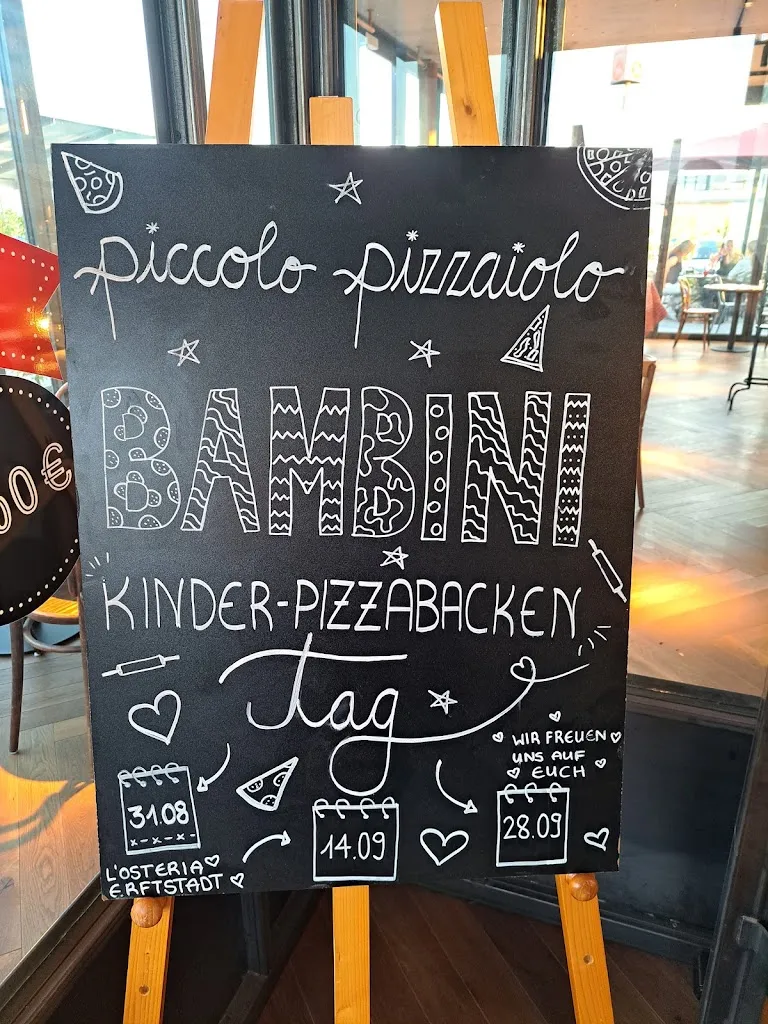 piccolo pizzaiolo
BAMBINI
KINDER-PIZZABACKEN
Tag
WIR FREUEN
UNS AUF
EUCH
31.08
14.09
28.09
L'OSTERIA
ERFTSTADT